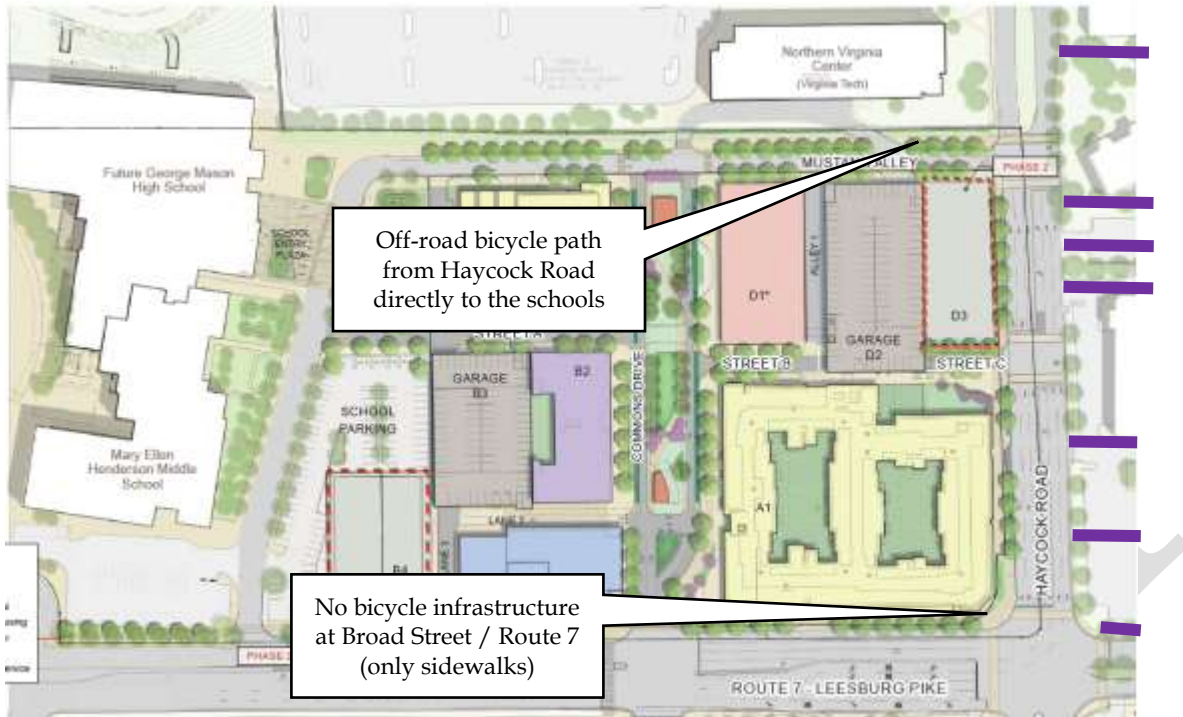 Northern Virginia
Center
(Virginia Tech)
Future George Mason
High School
MUSTANG ALLEY
PHASE 2
SCHOOL
ENTRY
PLAZA
Off-road bicycle path
from Haycock Road
directly to the schools
D1*
ALLEY 1
GARAGE
D2
D3
STREET A
STREET B
STREET C
GARAGE
B3
B2
COMMONS DRIVE
SCHOOL
PARKING
Mary Ellen
Henderson Middle
School
A1
HAYCOCK ROAD
LANE 2
B4
No bicycle infrastructure
at Broad Street / Route 7
(only sidewalks)
PHASE
ROUTE 7 - LEESBURG PIKE